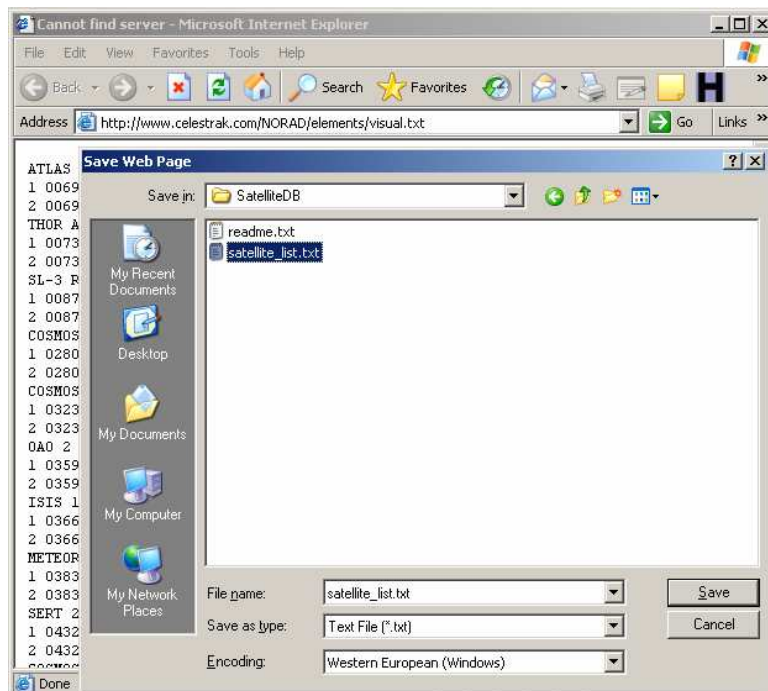 Cannot find server - Microsoft Internet Explorer
File Edit View Favorites Tools Help
Back Search Favorites »
Address http://www.celestrak.com/NORAD/elements/visual.txt Go Links »
Save Web Page
Save in: SatelliteDB
readme.txt
satellite_list.txt
My Recent Documents
Desktop
My Documents
My Computer
My Network Places
File name: satellite_list.txt Save
Save as type: Text File (*.txt) Cancel
Encoding: Western European (Windows)
ATLAS
1 0069
2 0069
THOR A
1 0073
2 0073
SL-3 R
1 0087
2 0087
COSMOS
1 0280
2 0280
COSMOS
1 0323
2 0323
OAO 2
1 0359
2 0359
ISIS 1
1 0366
2 0366
METEOR
1 0383
2 0383
SERT 2
1 0432
2 0432
Done